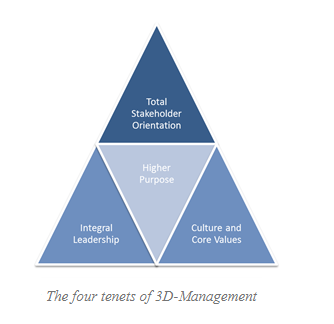 Total
Stakeholder
Orientation
Higher
Purpose
Integral
Leadership
Culture and
Core Values
The four tenets of 3D-Management